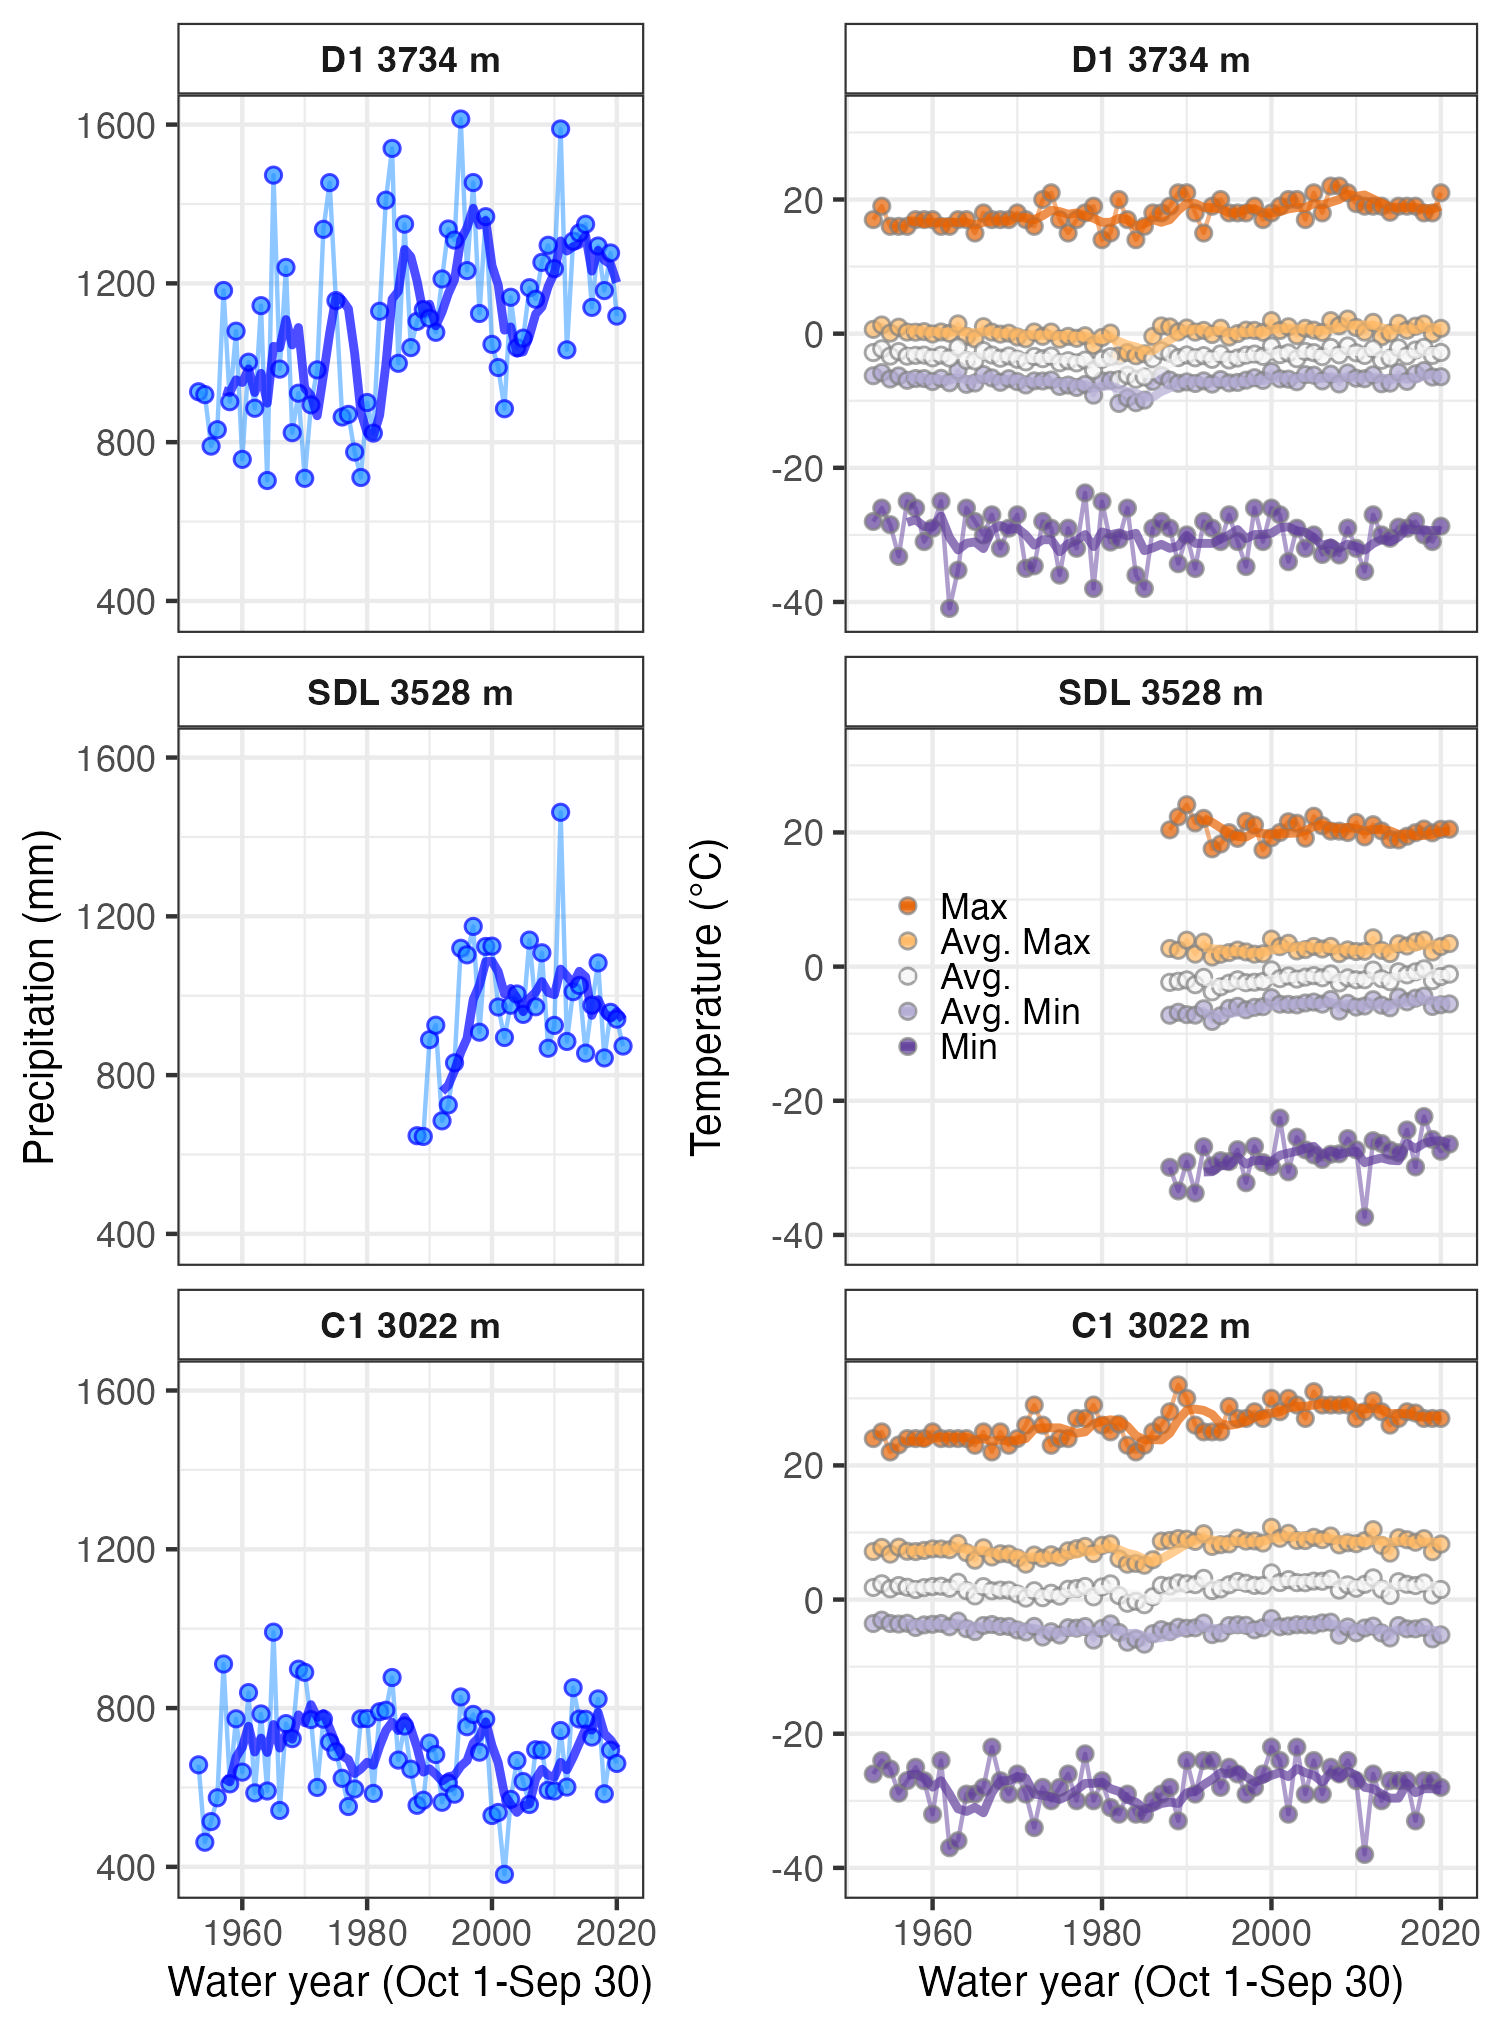 D1 3734 m
1600
1200
800
400
SDL 3528 m
1600
1200
800
400
C1 3022 m
1600
1200
800
400
1960 1980 2000 2020
Water year (Oct 1-Sep 30)
Precipitation (mm)
D1 3734 m
20
0
-20
-40
SDL 3528 m
20
0
-20
-40
Max
Avg. Max
Avg.
Avg. Min
Min
C1 3022 m
20
0
-20
-40
1960 1980 2000 2020
Water year (Oct 1-Sep 30)
Temperature (°C)